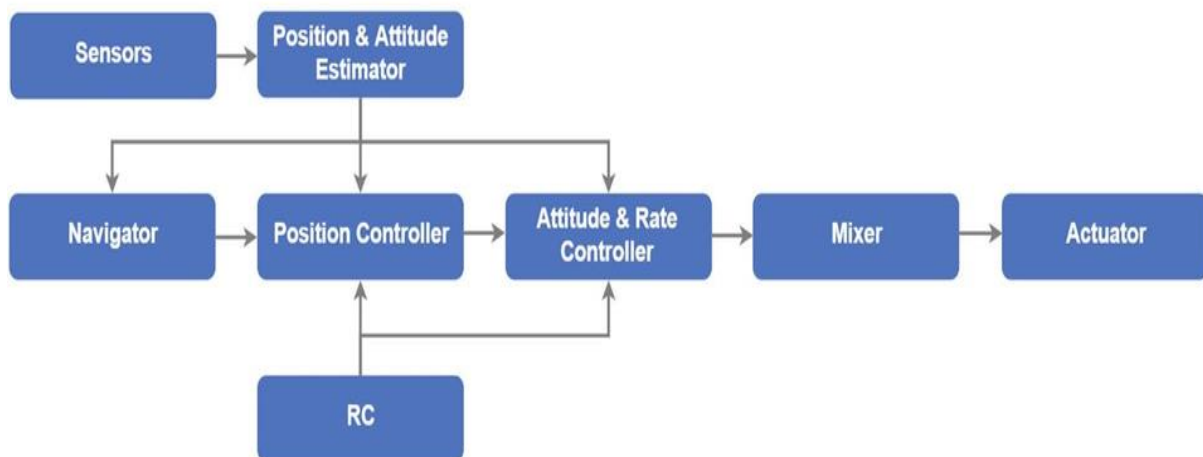 Sensors
Position & Attitude
Estimator
Navigator
Position Controller
Attitude & Rate
Controller
Mixer
Actuator
RC